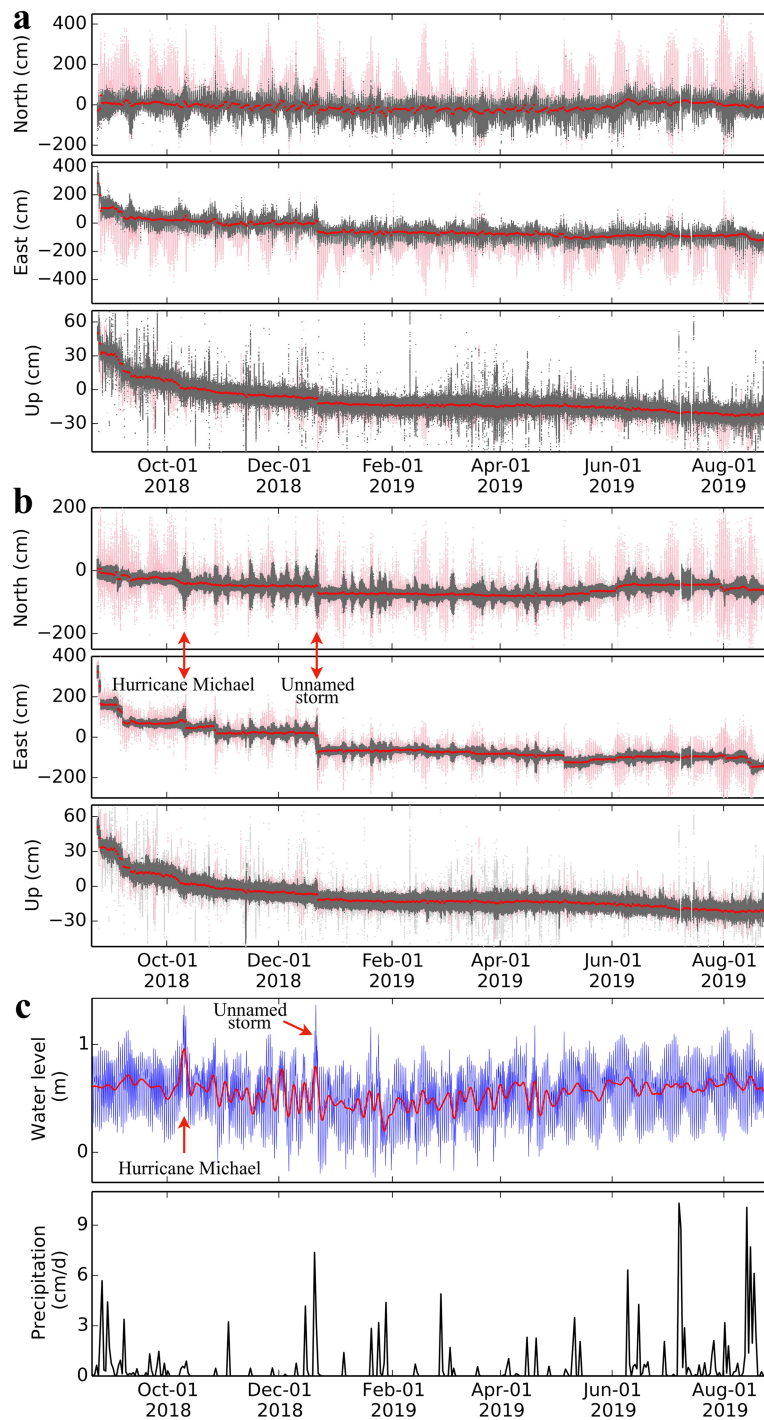 a
North (cm)
400
200
0
−200
East (cm)
400
200
0
−200
−400
Up (cm)
60
30
0
−30
Oct-01 Dec-01 Feb-01 Apr-01 Jun-01 Aug-01
2018 2018 2019 2019 2019 2019
b
North (cm)
200
0
−200
Hurricane Michael
Unnamed
storm
East (cm)
400
200
0
−200
Up (cm)
60
30
0
−30
Oct-01 Dec-01 Feb-01 Apr-01 Jun-01 Aug-01
2018 2018 2019 2019 2019 2019
c
Water level
(m)
1
0
Unnamed
storm
Hurricane Michael
Precipitation
(cm/d)
9
6
3
0
Oct-01 Dec-01 Feb-01 Apr-01 Jun-01 Aug-01
2018 2018 2019 2019 2019 2019